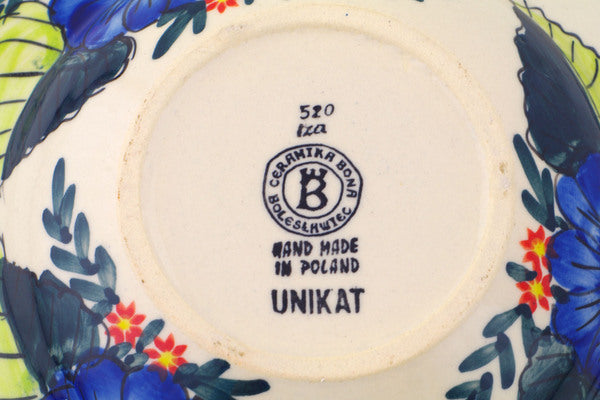 520
Iza
CERAMIKA BONA
B
BOLESŁAWIEC
HAND MADE
IN POLAND
UNIKAT